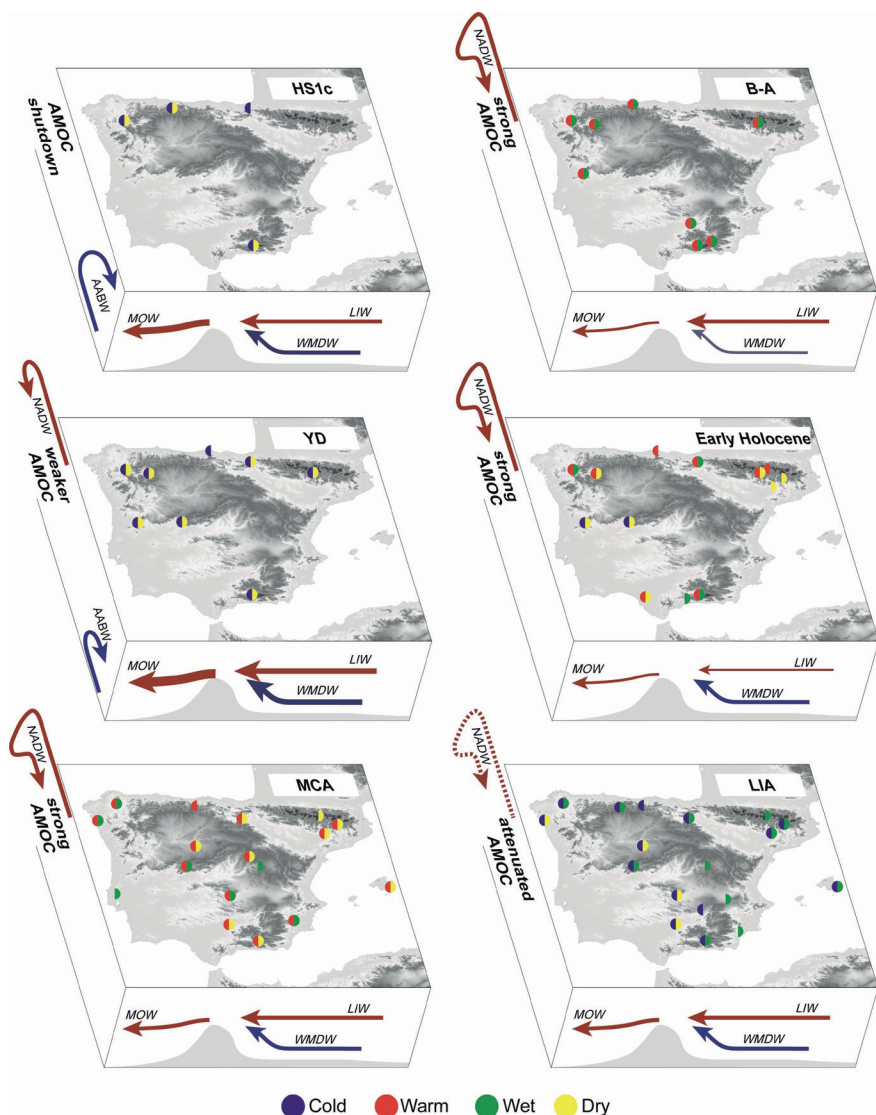 HS1c
AMOC
shutdown
AABW
MOW
LIW
WMDW
B-A
NADW
strong
AMOC
MOW
LIW
WMDW
YD
NADW
weaker
AMOC
AABW
MOW
LIW
WMDW
Early Holocene
NADW
strong
AMOC
MOW
LIW
WMDW
MCA
NADW
strong
AMOC
MOW
LIW
WMDW
LIA
NADW
attenuated
AMOC
MOW
LIW
WMDW
Cold Warm Wet Dry